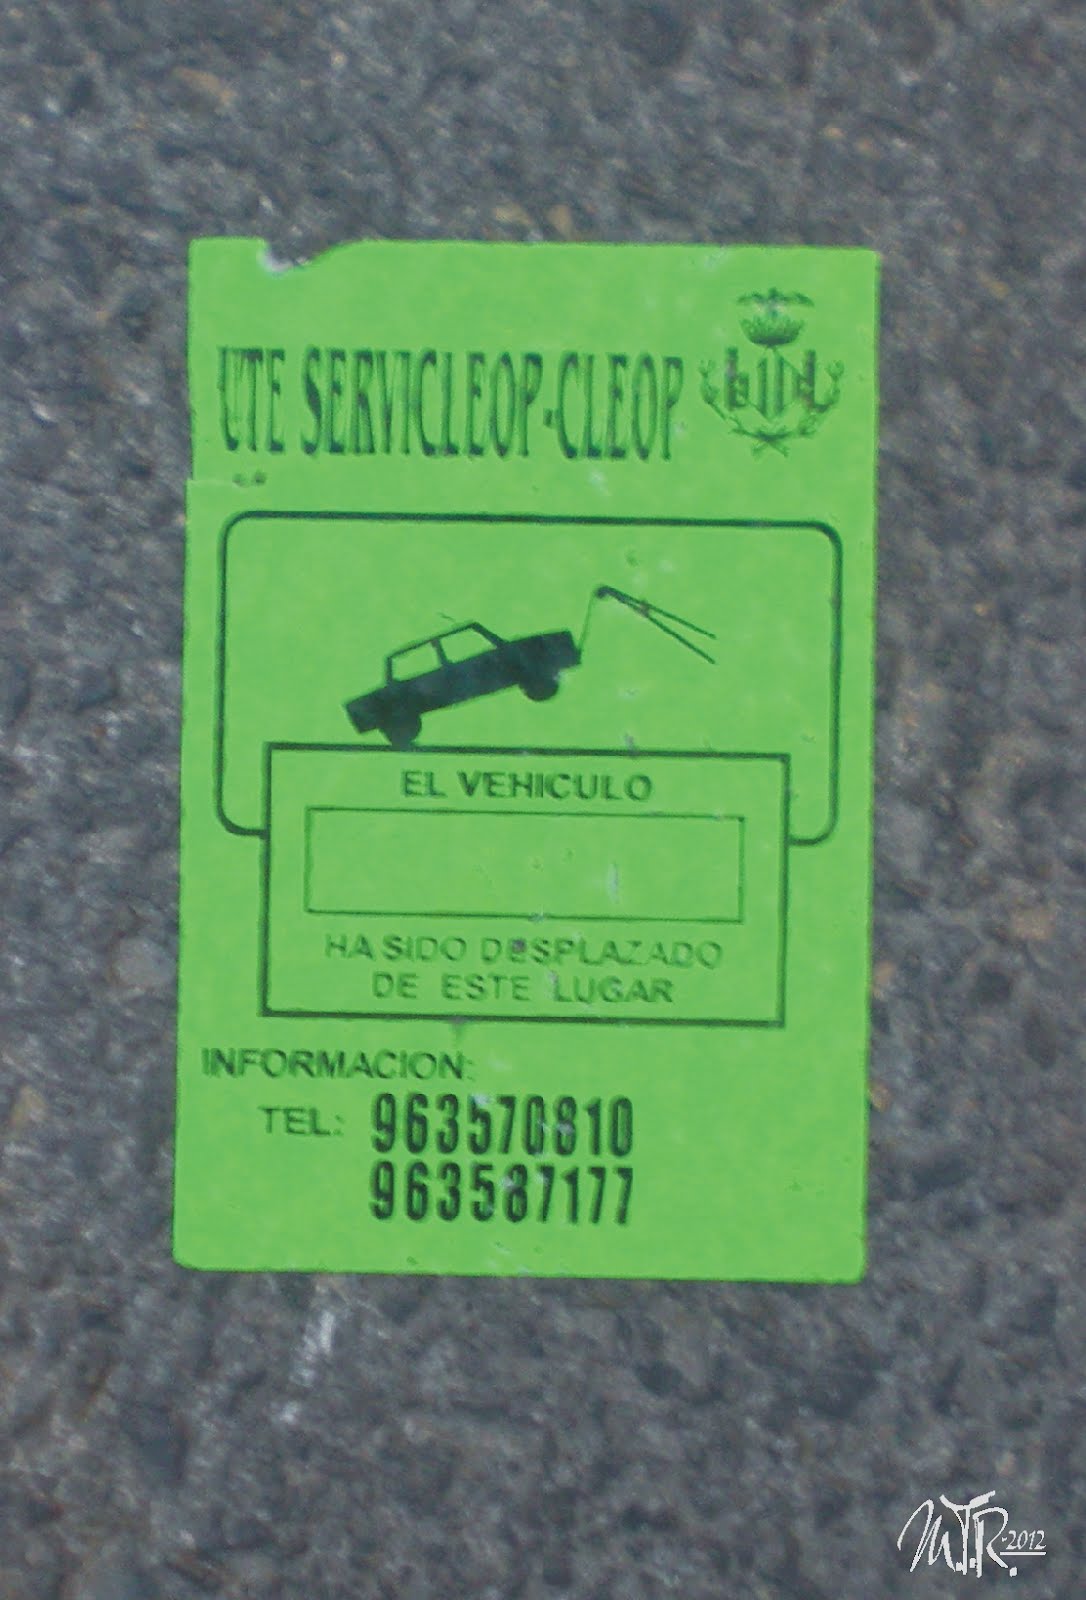 UTE SERVICLEOP-CLEOP
EL VEHICULO
HA SIDO DESPLAZADO
DE ESTE LUGAR
INFORMACION:
TEL: 963570810
963587177
M.T.R.-2012